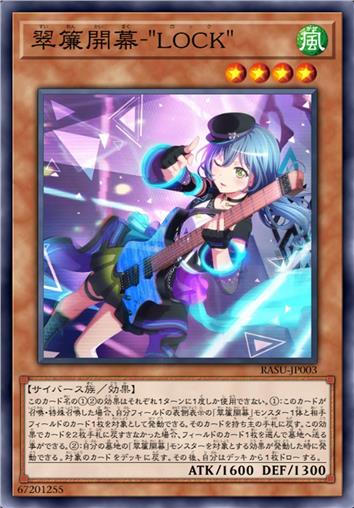 翠簾開幕-"LOCK"
風
RASU-JP003
【サイバース族／効果】
このカード名の①②の効果はそれぞれ1ターンに1度しか使用できない。①:このカードが
召喚・特殊召喚した場合、自分フィールドの表側表示の「翠簾開幕」モンスター1体と相手
フィールドのカード1枚を対象として発動できる。そのカードを持ち主の手札に戻す。この効
果でカードを2枚手札に戻すなかった場合、フィールドのカード1枚を選んで墓地へ送る
事ができる。②:自分の墓地の「翠簾開幕」モンスター1体を対象として発動した時に発
動できる。対象のカードをデッキに戻す。その後、自分はデッキから1枚ドローする。
ATK/1600 DEF/1300
67201255